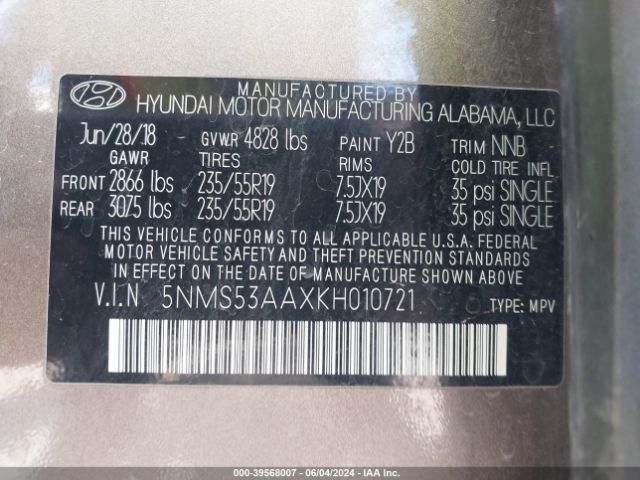 MANUFACTURED BY
HYUNDAI MOTOR MANUFACTURING ALABAMA, LLC
Jun/28/18 GVWR 4828 lbs PAINT Y2B TRIM NNB
GAWR TIRES RIMS COLD TIRE INFL
FRONT 2866 lbs 235/55R19 7.5JX19 35 psi SINGLE
REAR 3075 lbs 235/55R19 7.5JX19 35 psi SINGLE
THIS VEHICLE CONFORMS TO ALL APPLICABLE U.S.A. FEDERAL
MOTOR VEHICLE SAFETY AND THEFT PREVENTION STANDARDS
IN EFFECT ON THE DATE OF MANUFACTURE SHOWN ABOVE.
V.I.N 5NMS53AAXKH010721 TYPE: MPV
000-39568007 - 06/04/2024 - IAA Inc.